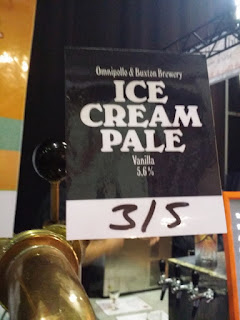 Omnipollo & Buxton Brewery
ICE
CREAM
PALE
Vanilla
5.6%
3/5